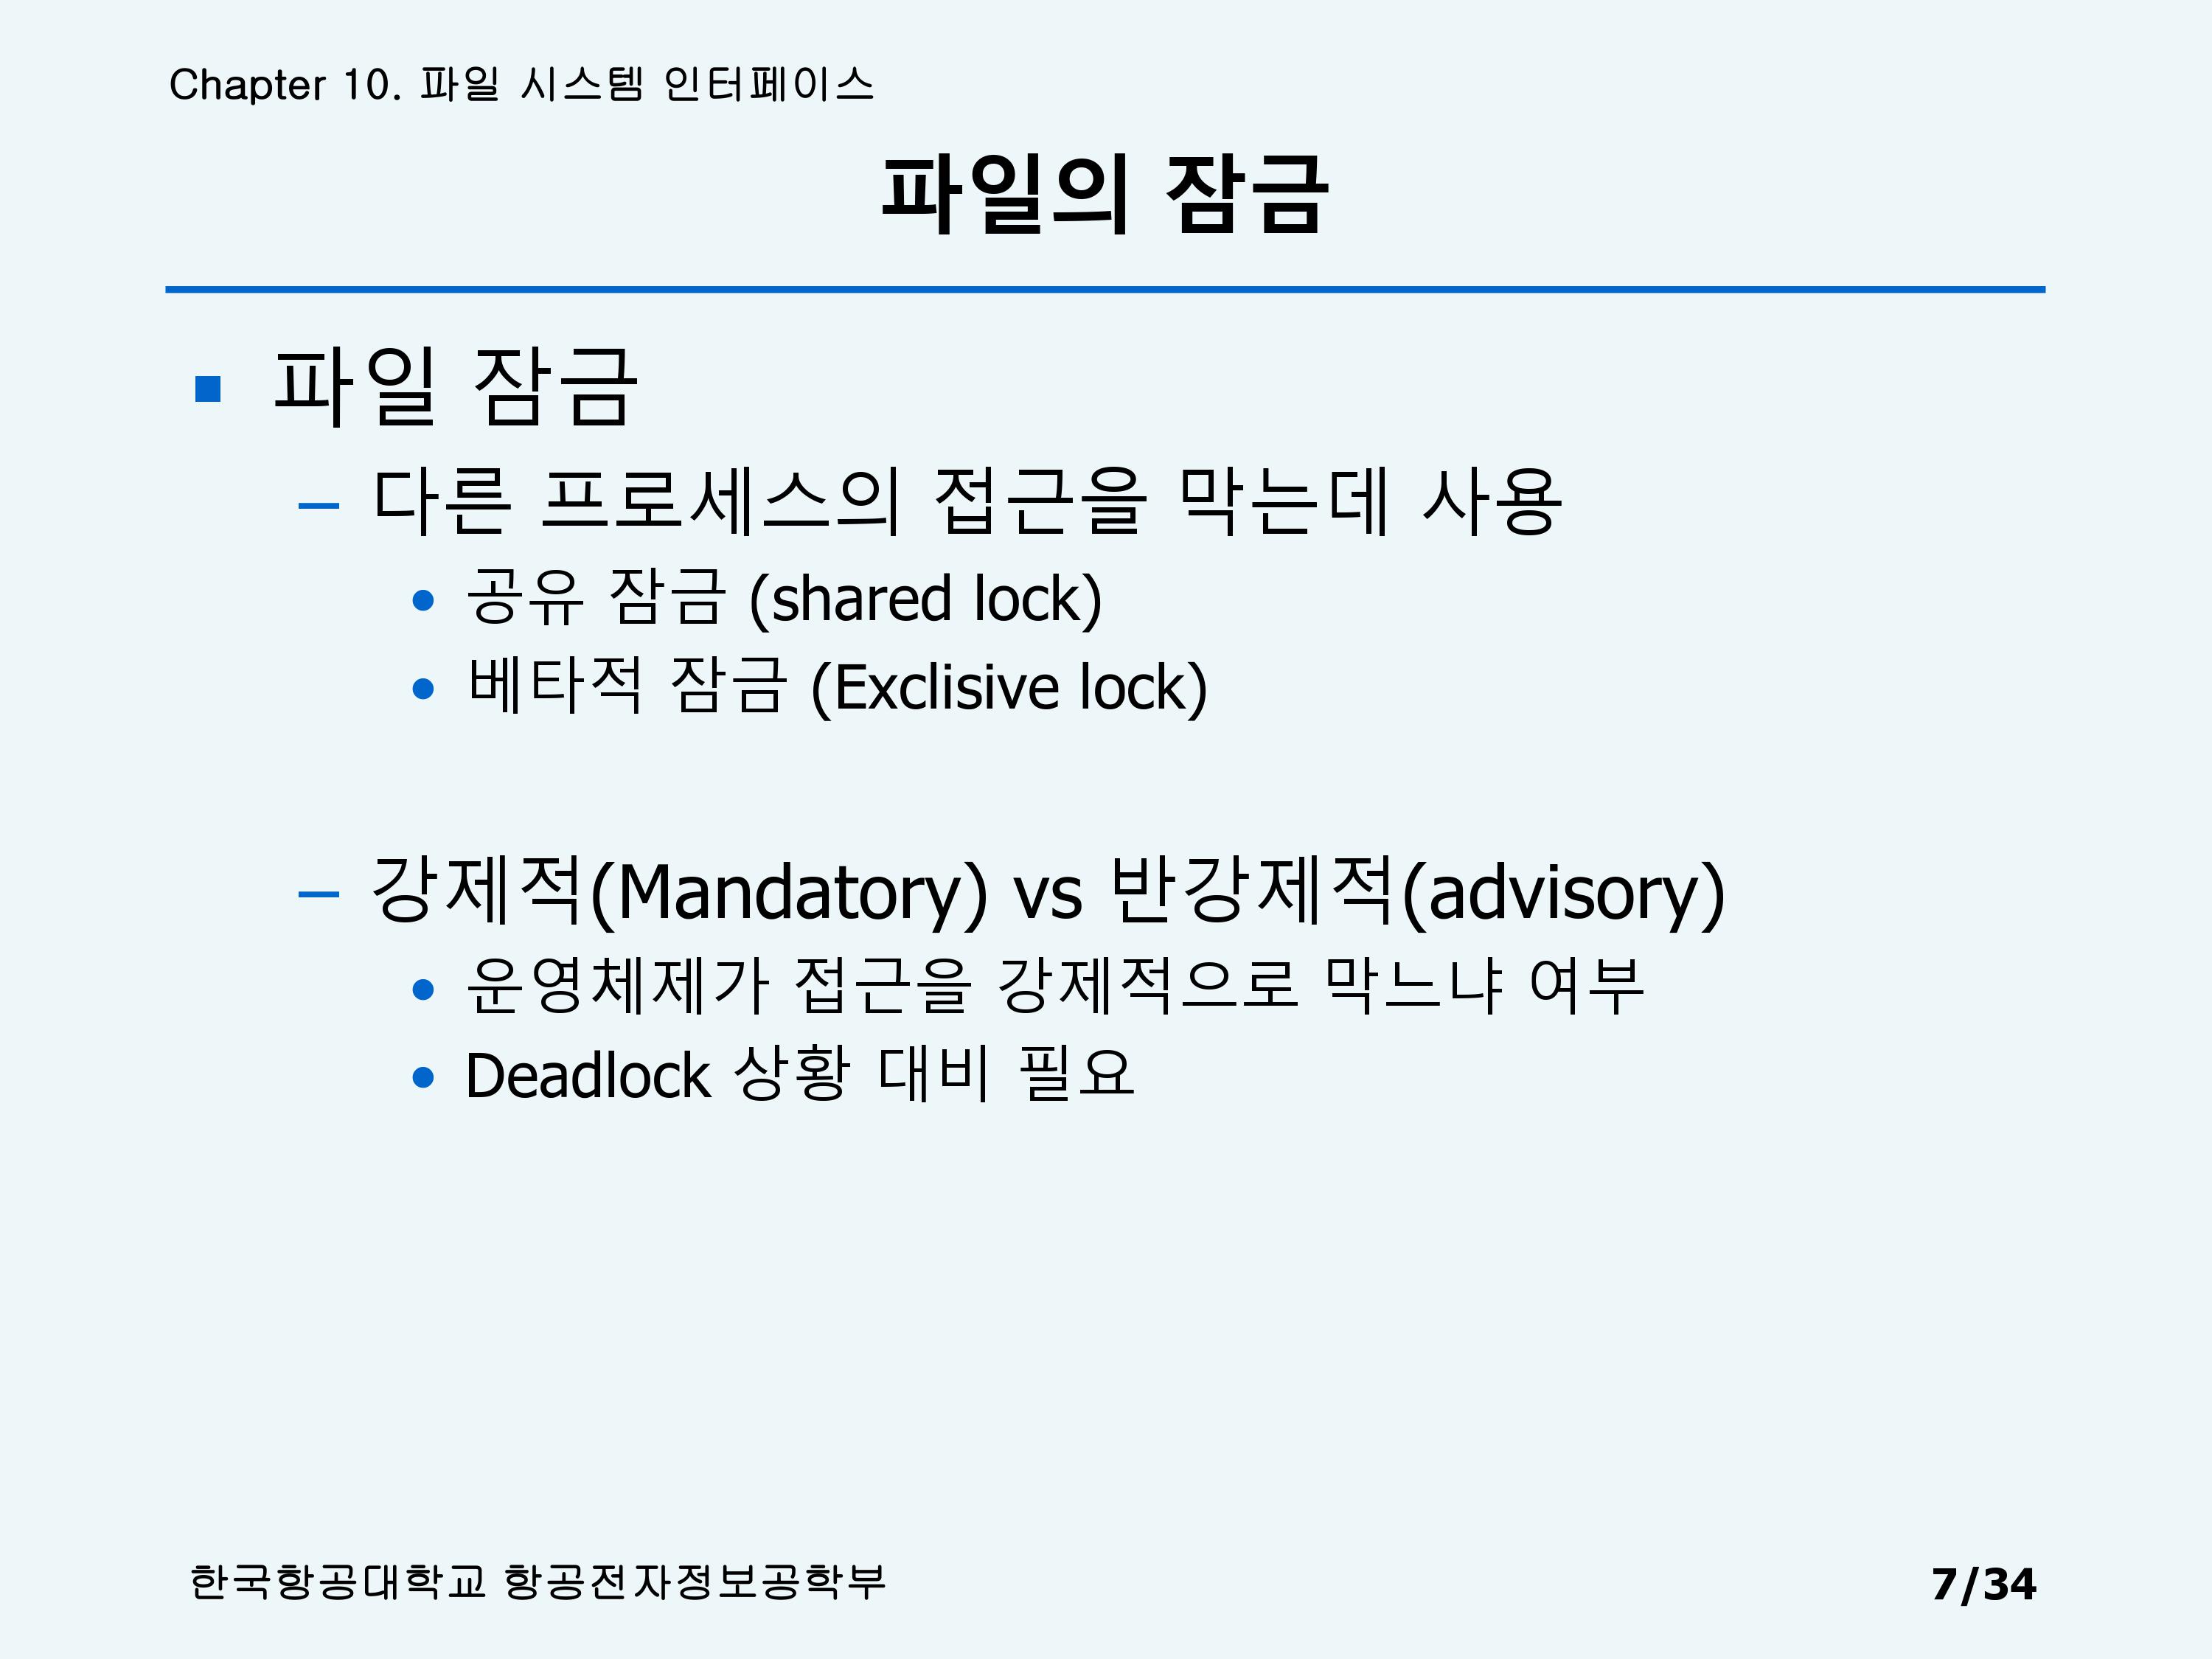 Chapter 10. 파일 시스템 인터페이스
파일의 잠금
파일 잠금
다른 프로세스의 접근을 막는데 사용
공유 잠금 (shared lock)
베타적 잠금 (Exclisive lock)
강제적(Mandatory) vs 반강제적(advisory)
운영체제가 접근을 강제적으로 막느냐 여부
Deadlock 상황 대비 필요
한국항공대학교 항공전자정보공학부
7/34